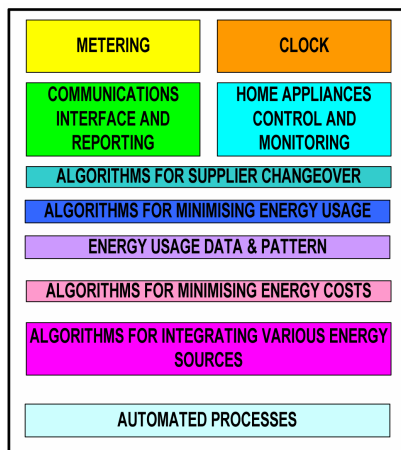 METERING
CLOCK
COMMUNICATIONS
INTERFACE AND
REPORTING
HOME APPLIANCES
CONTROL AND
MONITORING
ALGORITHMS FOR SUPPLIER CHANGEOVER
ALGORITHMS FOR MINIMISING ENERGY USAGE
ENERGY USAGE DATA & PATTERN
ALGORITHMS FOR MINIMISING ENERGY COSTS
ALGORITHMS FOR INTEGRATING VARIOUS ENERGY
SOURCES
AUTOMATED PROCESSES